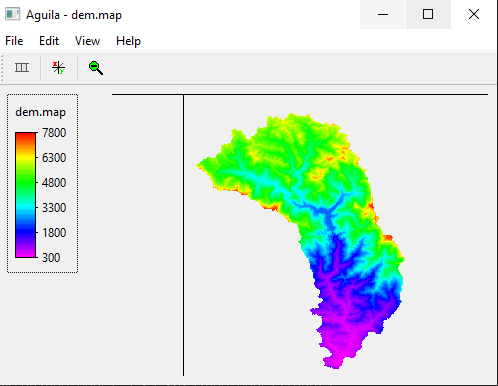 Aguila - dem.map
File Edit View Help
x
y
dem.map
7800
6300
4800
3300
1800
300